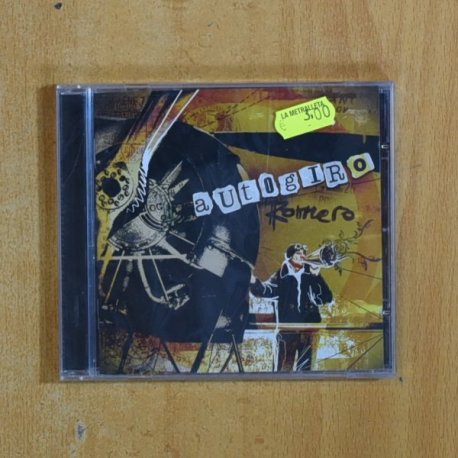 LA METRALLETA
€ 3.00
aUTOGIRO
Romero